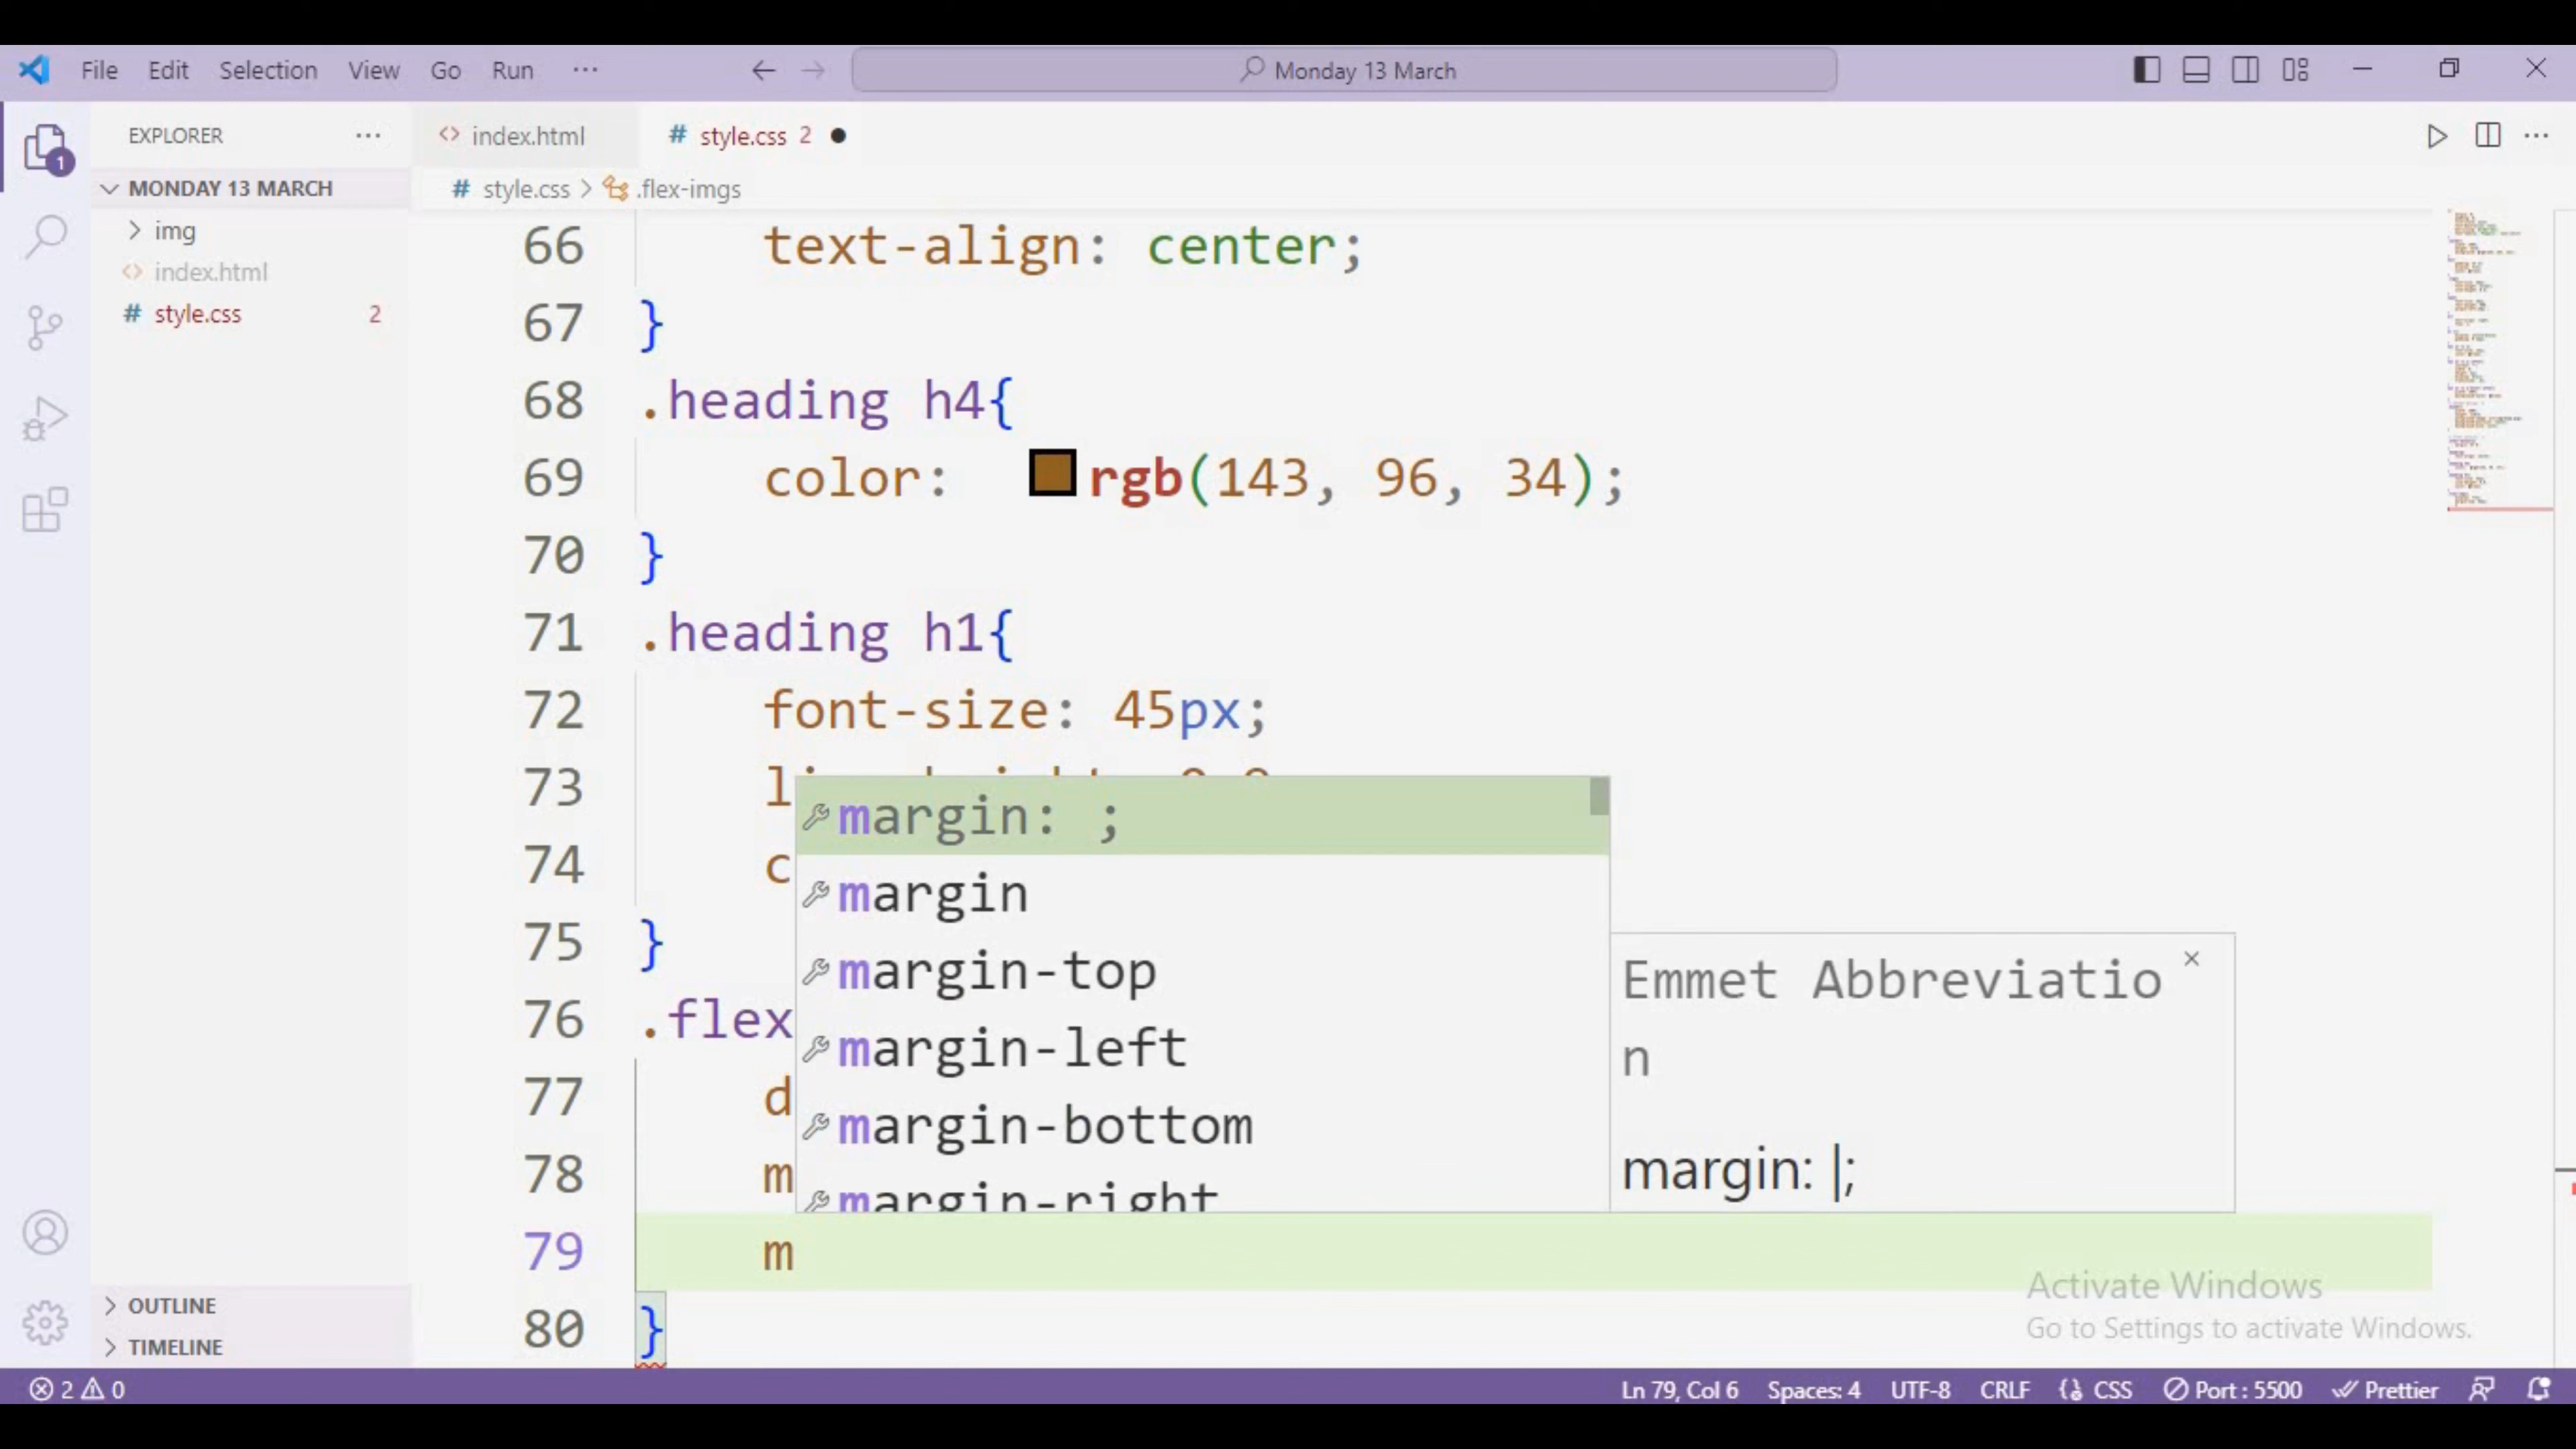 File Edit Selection View Go Run ···
Monday 13 March
EXPLORER ···
index.html
# style.css 2
MONDAY 13 MARCH
# style.css > .flex-imgs
img
index.html
# style.css 2
1
66 text-align: center;
67 }
68 .heading h4{
69 color: rgb(143, 96, 34);
70 }
71 .heading h1{
72 font-size: 45px;
73 l
74 c
75 }
76 .flex
77 d
78 m
79 m
80 }
margin: ;
margin
margin-top
margin-left
margin-bottom
margin-right
Emmet Abbreviatio
n
margin: |;
OUTLINE
TIMELINE
Activate Windows
Go to Settings to activate Windows.
2 0
Ln 79, Col 6 Spaces: 4 UTF-8 CRLF CSS Port : 5500 Prettier